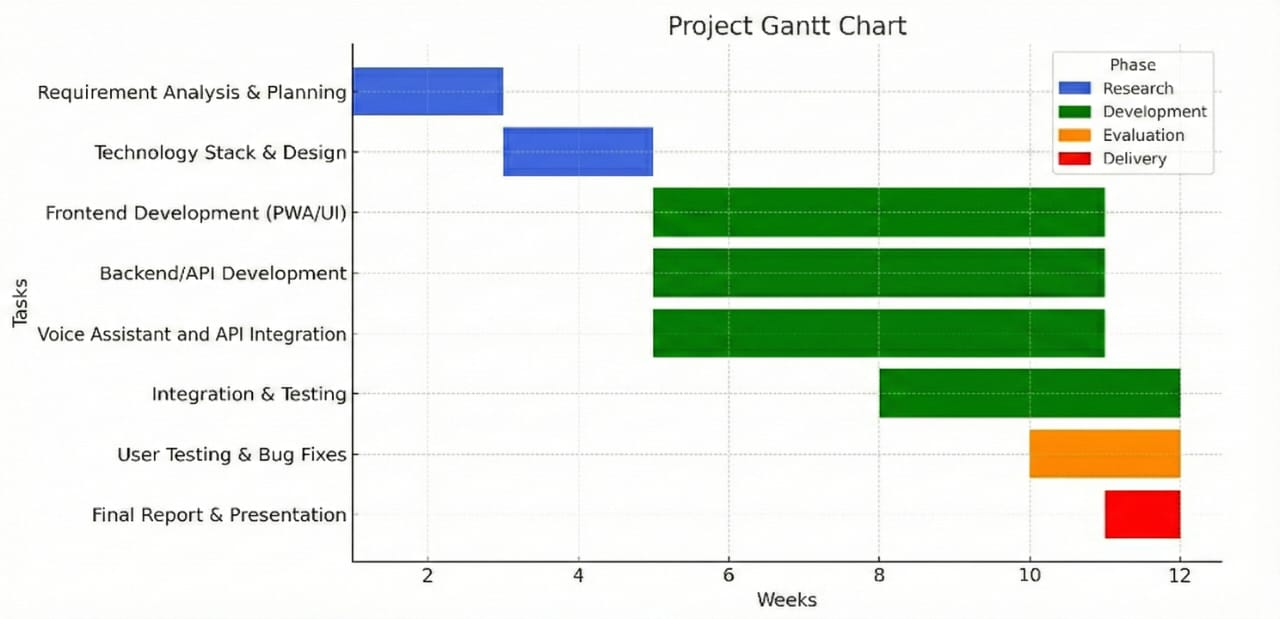 Project Gantt Chart
Phase
Research
Development
Evaluation
Delivery
Requirement Analysis & Planning
Technology Stack & Design
Frontend Development (PWA/UI)
Backend/API Development
Voice Assistant and API Integration
Integration & Testing
User Testing & Bug Fixes
Final Report & Presentation
Tasks
2 4 6 8 10 12
Weeks